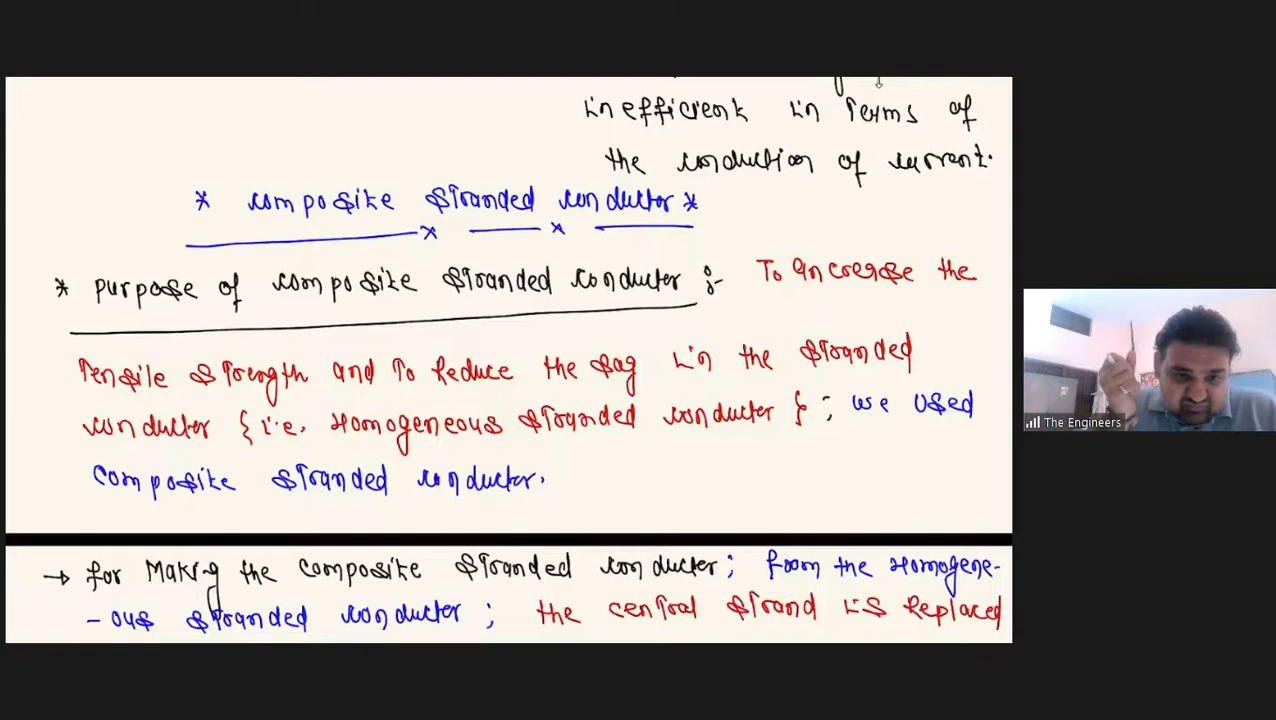 inefficient in Terms of
the conduction of current.
* composite stranded conductor *
* purpose of composite stranded conductor :- To increase the
Tensile strength and To Reduce the sag in the stranded
conductor { i.e. Homogeneous stranded conductor } ; we used
composite stranded conductor.
→ for Making the composite stranded conductor; from the Homogene-
- ous stranded conductor ; the central strand is Replaced
The Engineers